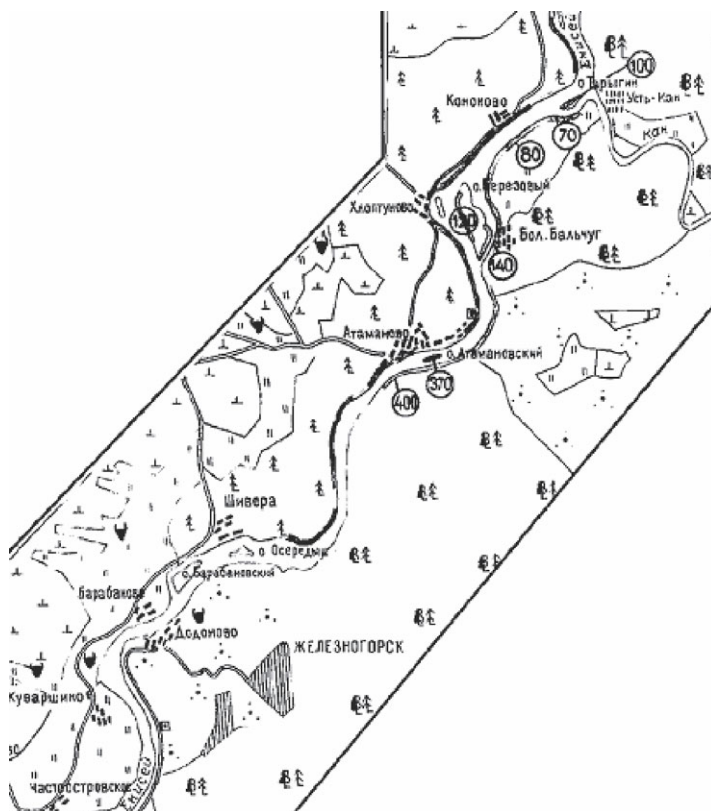 Енисей
100
о. Тарыгин
Усть-Кан
Кононово
70
Кан
80
о. Березовый
Хлоптуново
120
Бол. Бальчуг
140
Атаманово
о. Атамановский
370
400
Шивера
о. Осередыш
о. Барабановский
Барабаново
Додоново
ЖЕЛЕЗНОГОРСК
Куваршино
Частоостровское
Енисей